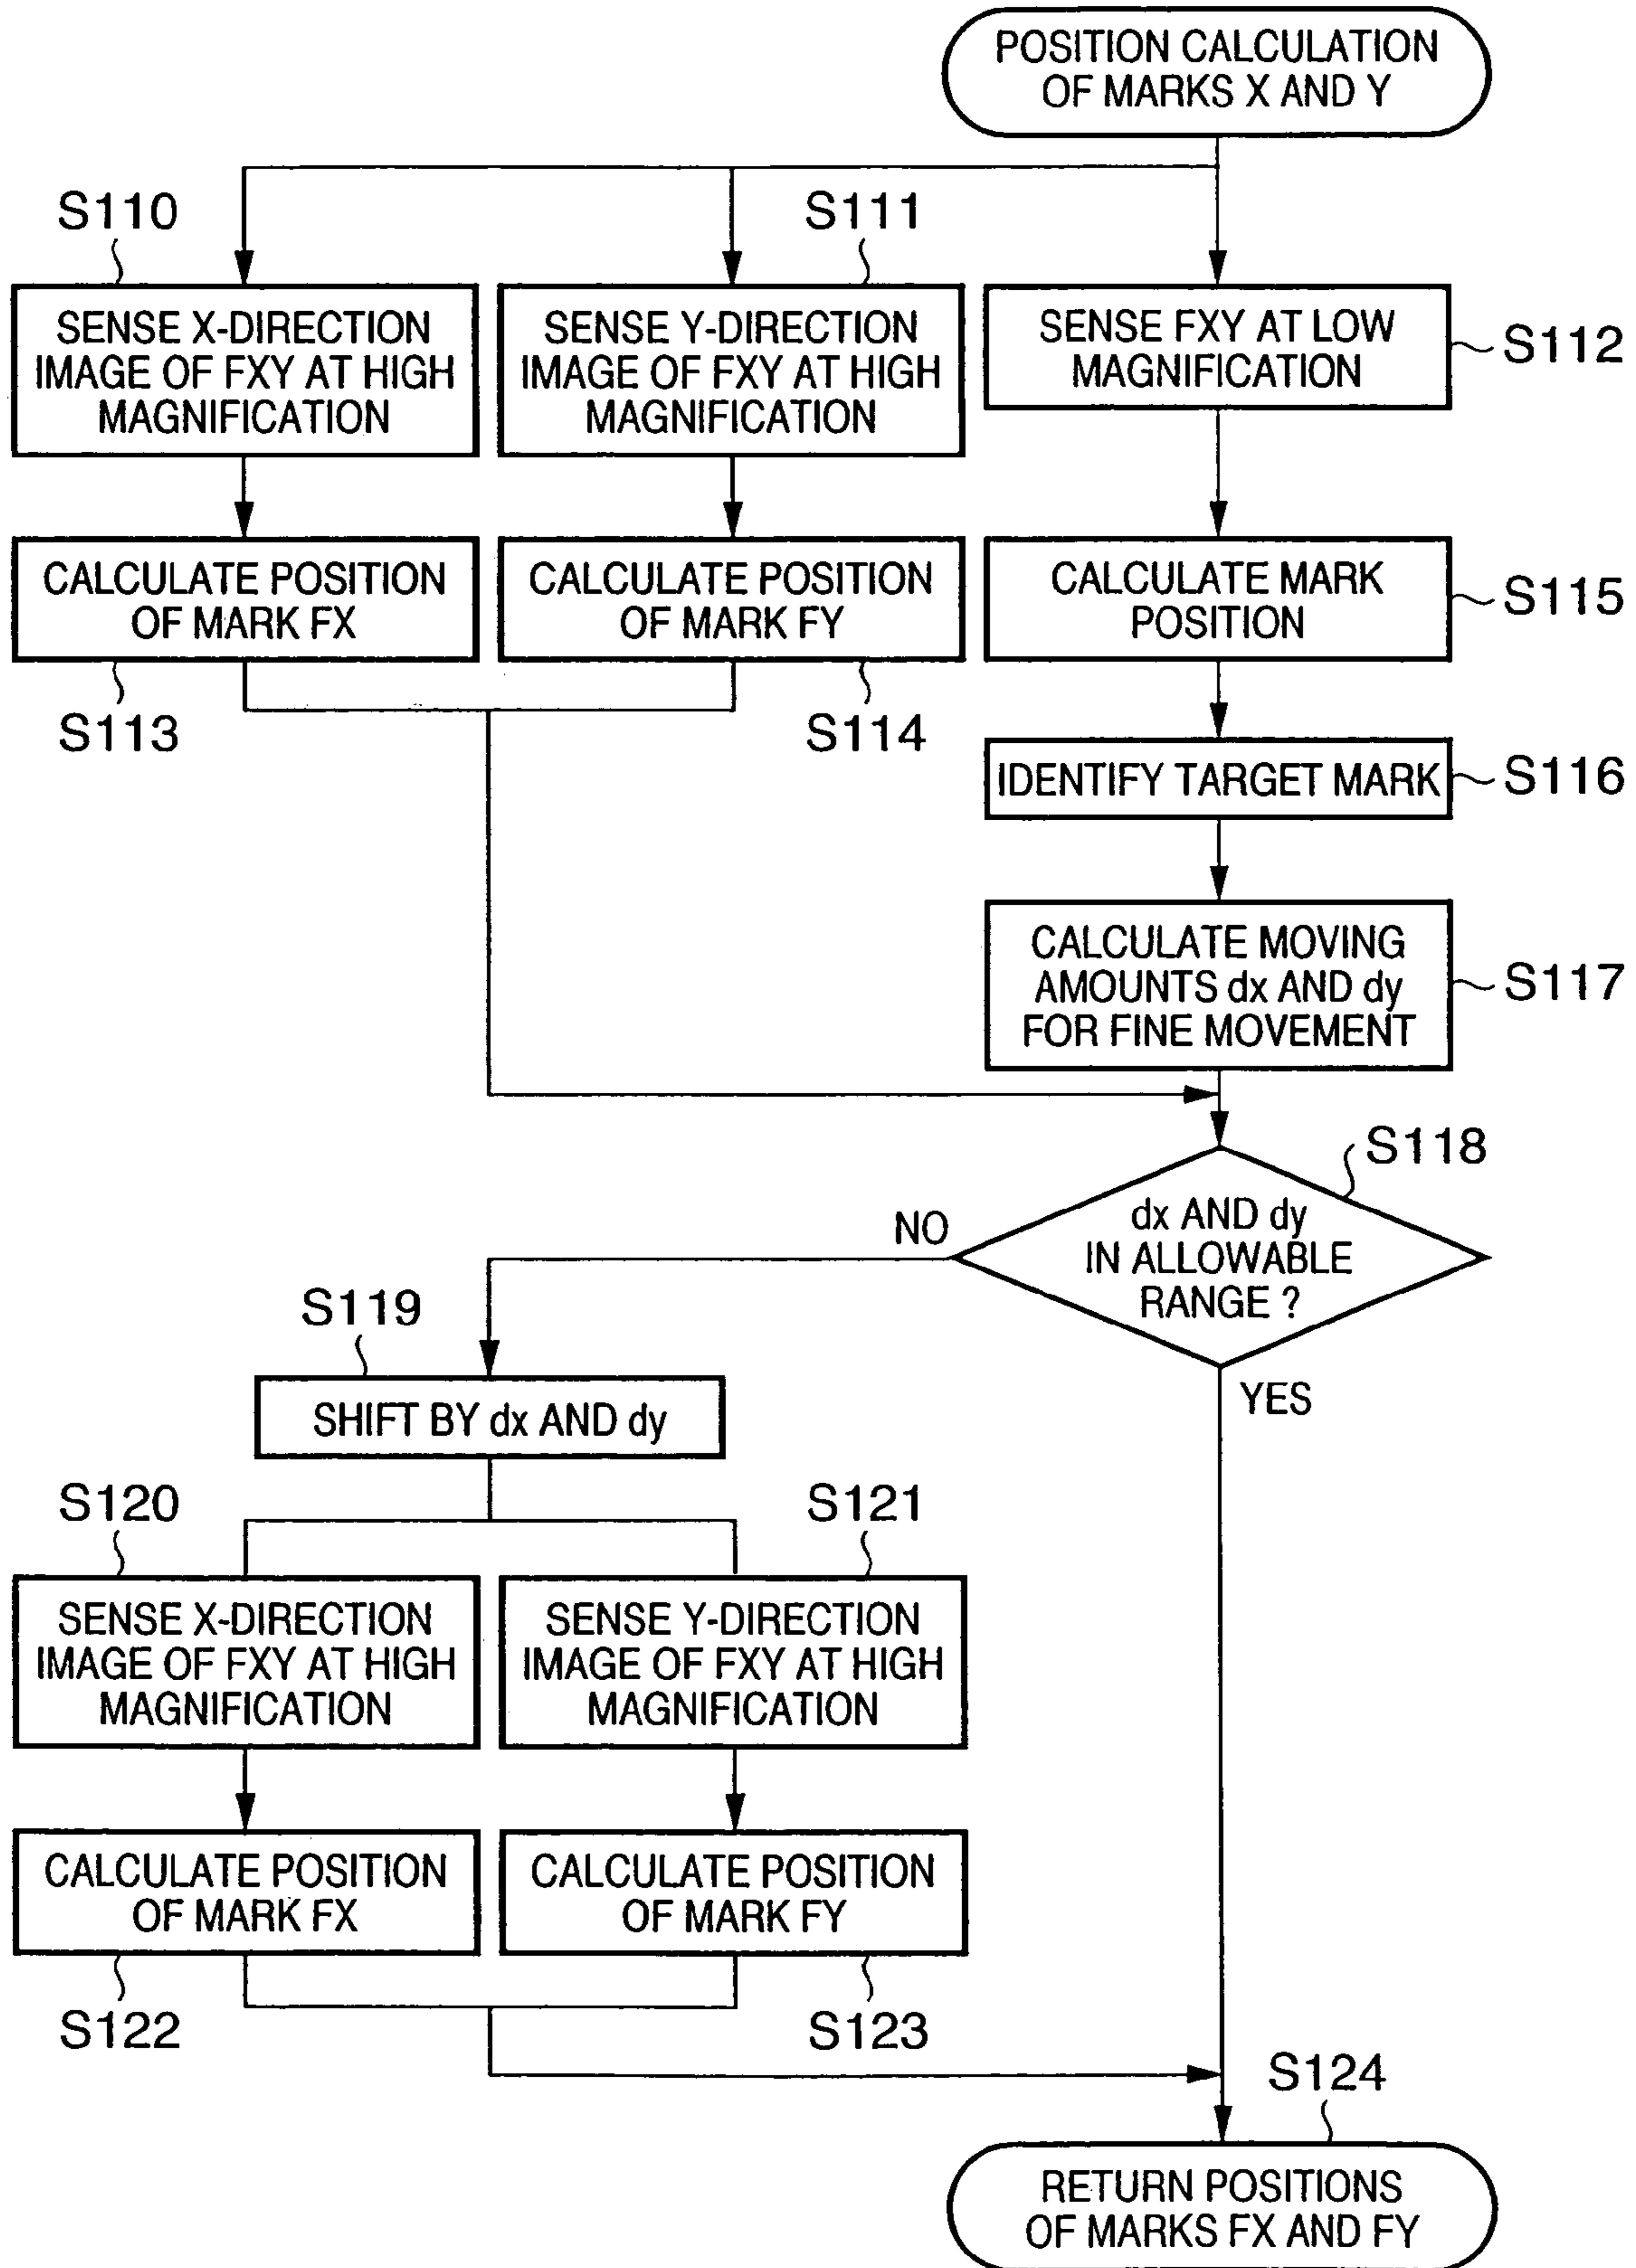 POSITION CALCULATION
OF MARKS X AND Y
S110
S111
SENSE X-DIRECTION
IMAGE OF FXY AT HIGH
MAGNIFICATION
SENSE Y-DIRECTION
IMAGE OF FXY AT HIGH
MAGNIFICATION
SENSE FXY AT LOW
MAGNIFICATION
S112
CALCULATE POSITION
OF MARK FX
CALCULATE POSITION
OF MARK FY
CALCULATE MARK
POSITION
S115
S113
S114
IDENTIFY TARGET MARK
S116
CALCULATE MOVING
AMOUNTS dx AND dy
FOR FINE MOVEMENT
S117
S118
dx AND dy
IN ALLOWABLE
RANGE ?
NO
YES
S119
SHIFT BY dx AND dy
S120
S121
SENSE X-DIRECTION
IMAGE OF FXY AT HIGH
MAGNIFICATION
SENSE Y-DIRECTION
IMAGE OF FXY AT HIGH
MAGNIFICATION
CALCULATE POSITION
OF MARK FX
CALCULATE POSITION
OF MARK FY
S122
S123
S124
RETURN POSITIONS
OF MARKS FX AND FY